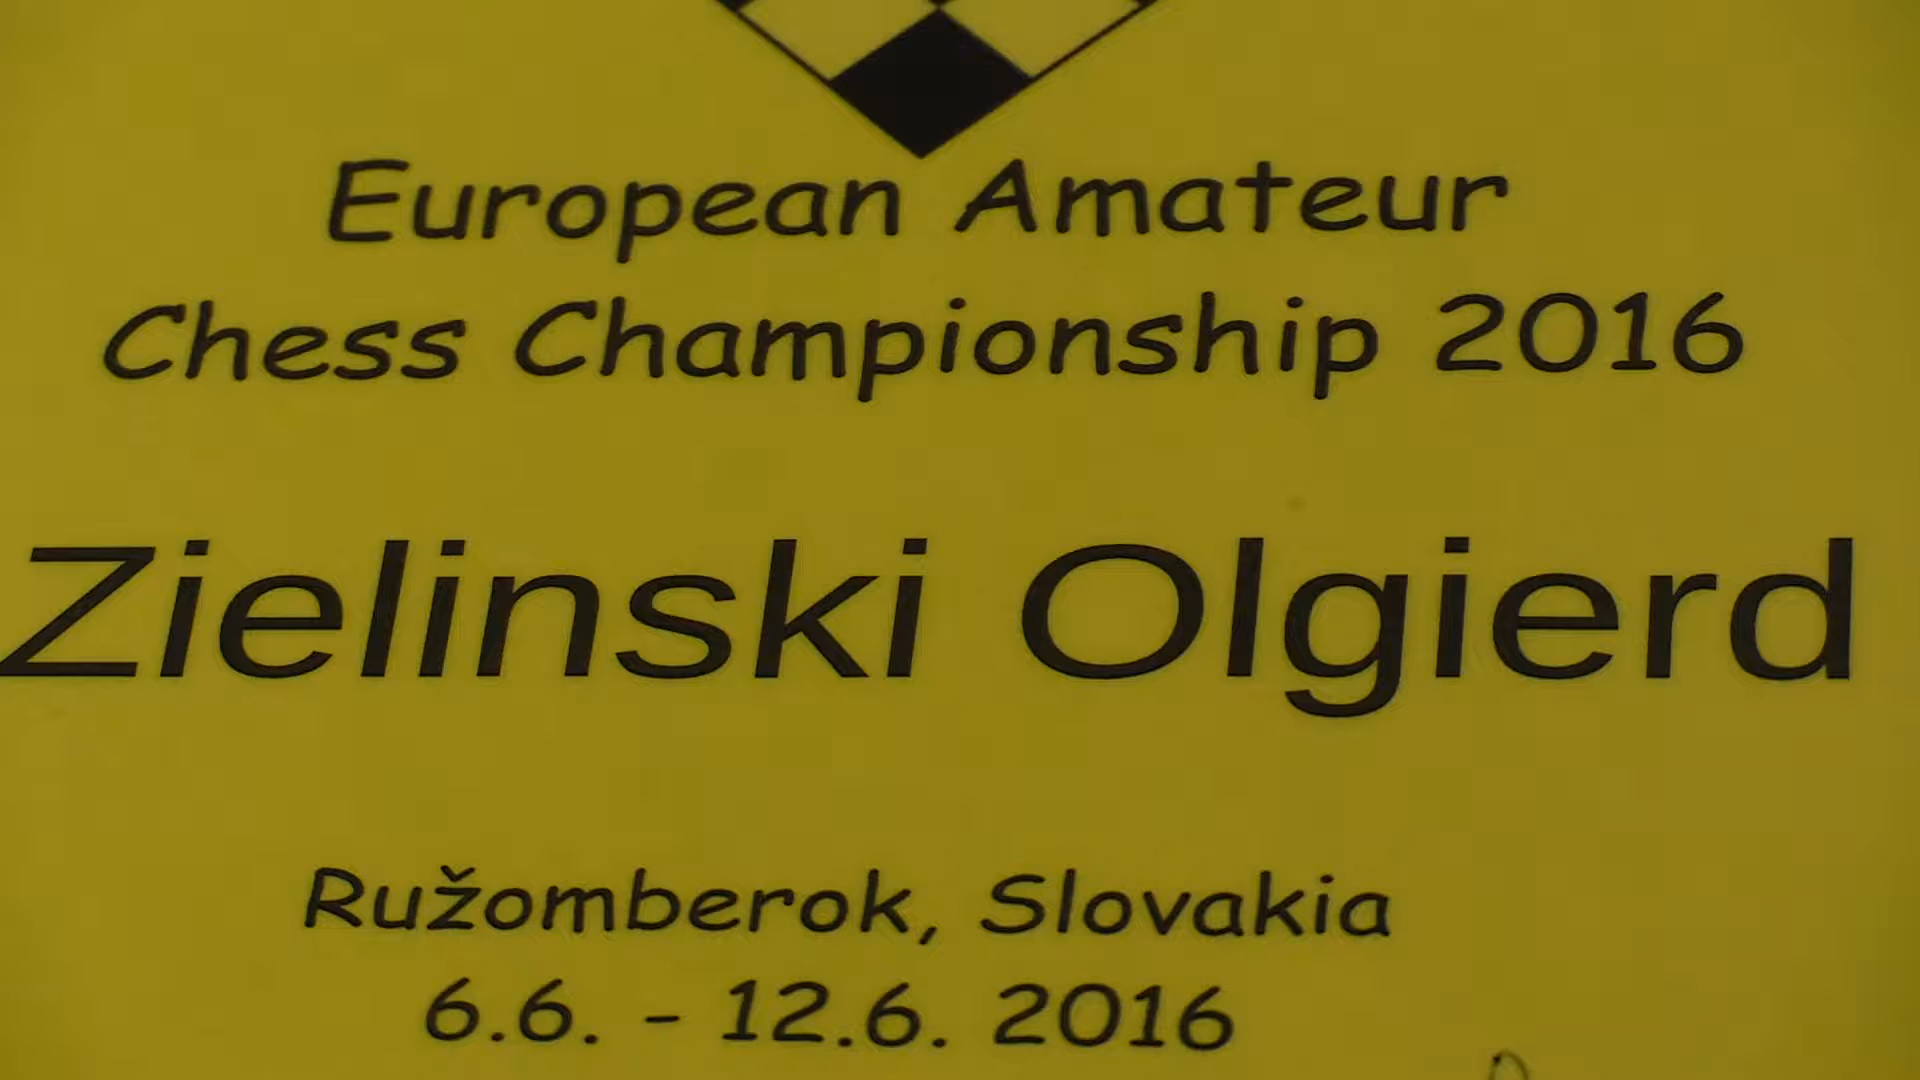 European Amateur
Chess Championship 2016
Zielinski Olgierd
Ružomberok, Slovakia
6.6. - 12.6. 2016